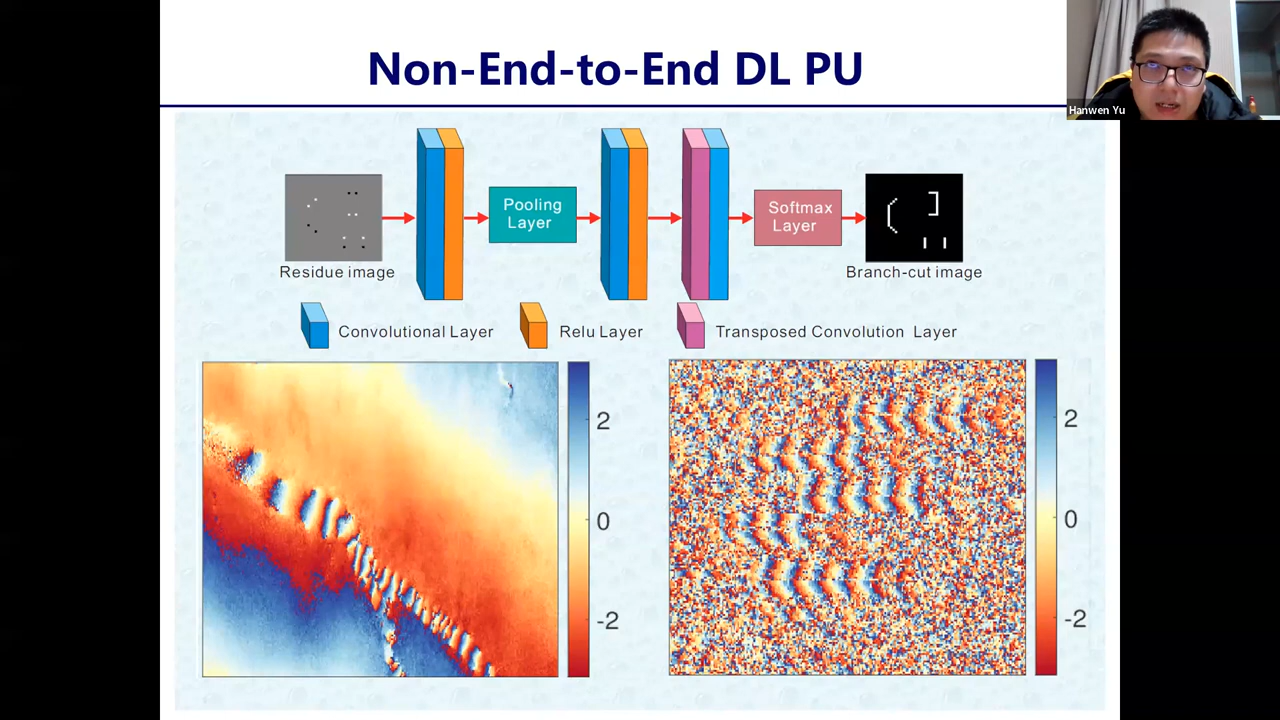 Non-End-to-End DL PU
Hanwen Yu
Pooling
Layer
Softmax
Layer
Residue image
Branch-cut image
Convolutional Layer
Relu Layer
Transposed Convolution Layer
2
0
-2
2
0
-2